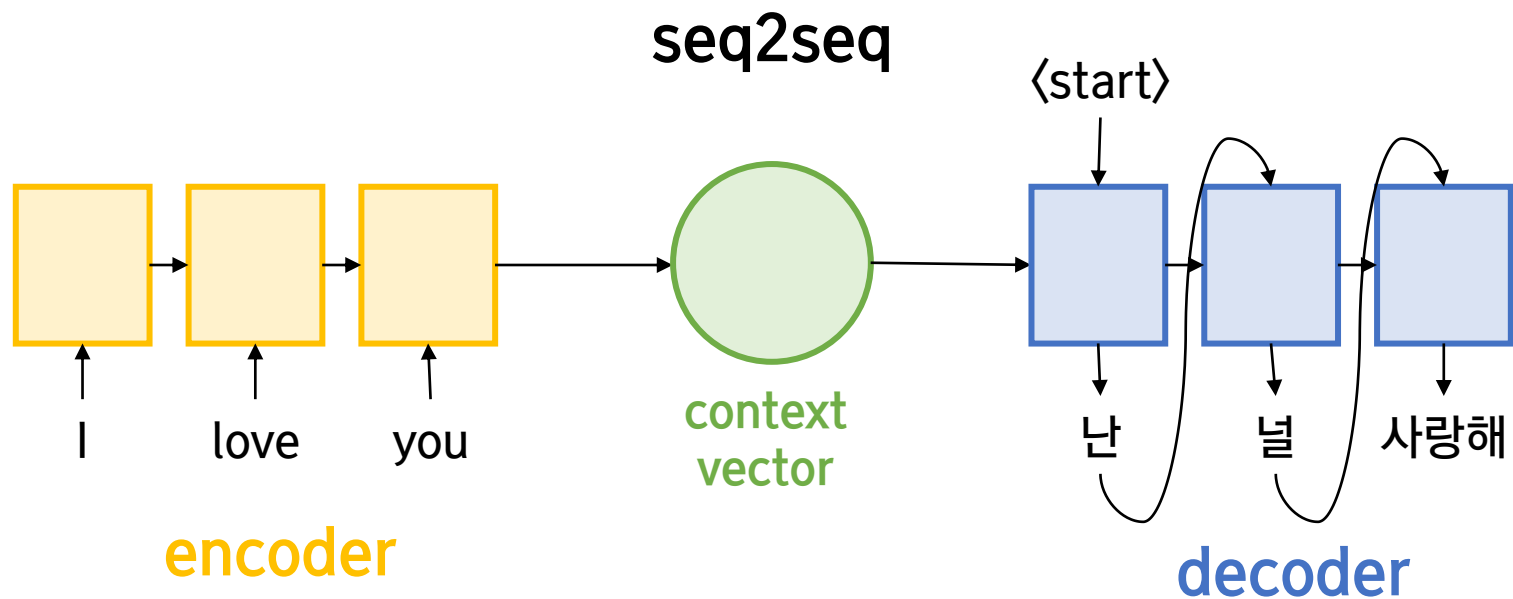 seq2seq
〈start〉
I love you
context
vector
난 널 사랑해
encoder
decoder